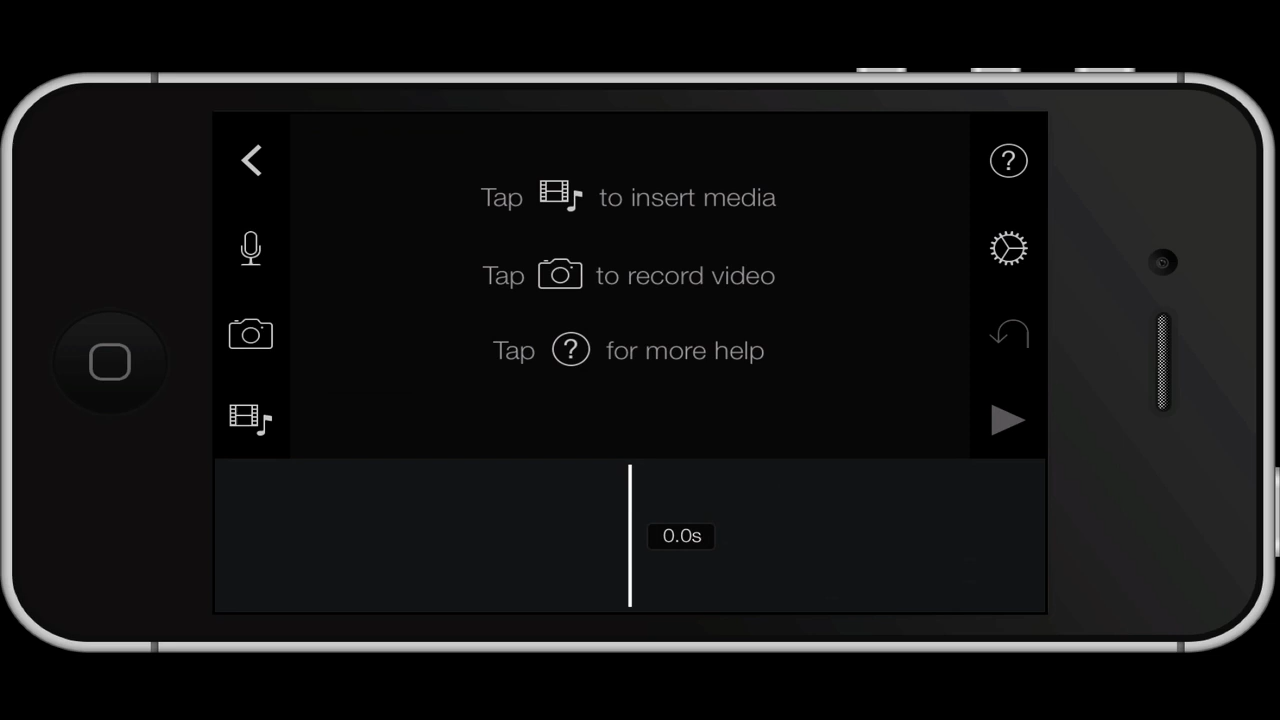 Tap to insert media
Tap to record video
Tap ? for more help
?
0.0s